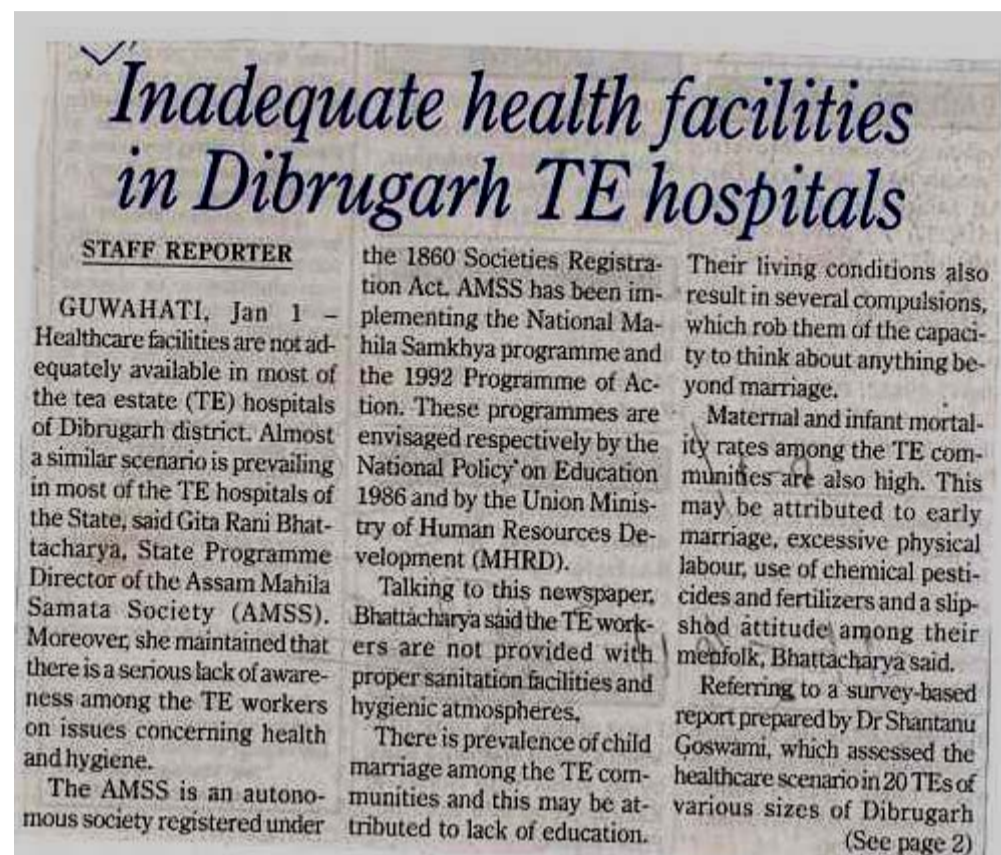 Inadequate health facilities
in Dibrugarh TE hospitals
STAFF REPORTER
GUWAHATI, Jan 1 –
Healthcare facilities are not ad-
equately available in most of
the tea estate (TE) hospitals
of Dibrugarh district. Almost
a similar scenario is prevailing
in most of the TE hospitals of
the State, said Gita Rani Bhat-
tacharya, State Programme
Director of the Assam Mahila
Samata Society (AMSS).
Moreover, she maintained that
there is a serious lack of aware-
ness among the TE workers
on issues concerning health
and hygiene.
The AMSS is an autono-
mous society registered under
the 1860 Societies Registra-
tion Act. AMSS has been im-
plementing the National Ma-
hila Samkhya programme and
the 1992 Programme of Ac-
tion. These programmes are
envisaged respectively by the
National Policy on Education
1986 and by the Union Minis-
try of Human Resources De-
velopment (MHRD).
Talking to this newspaper,
Bhattacharya said the TE work-
ers are not provided with
proper sanitation facilities and
hygienic atmospheres.
There is prevalence of child
marriage among the TE com-
munities and this may be at-
tributed to lack of education.
Their living conditions also
result in several compulsions,
which rob them of the capaci-
ty to think about anything be-
yond marriage.
Maternal and infant mortal-
ity rates among the TE com-
munities are also high. This
may be attributed to early
marriage, excessive physical
labour, use of chemical pesti-
cides and fertilizers and a slip-
shod attitude among their
menfolk, Bhattacharya said.
Referring to a survey-based
report prepared by Dr Shantanu
Goswami, which assessed the
healthcare scenario in 20 TEs of
various sizes of Dibrugarh
(See page 2)